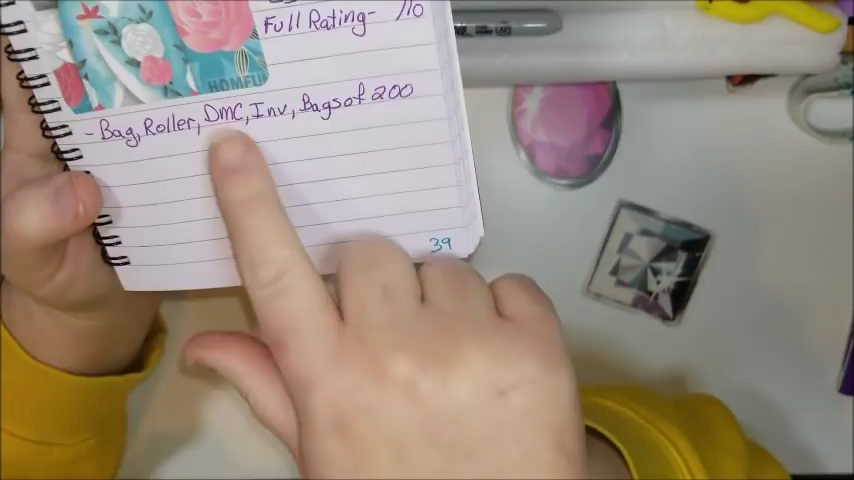 Full Rating- /10
HOMFUN
- Bag, Roller, DMC, Inv, Bags of 200
39